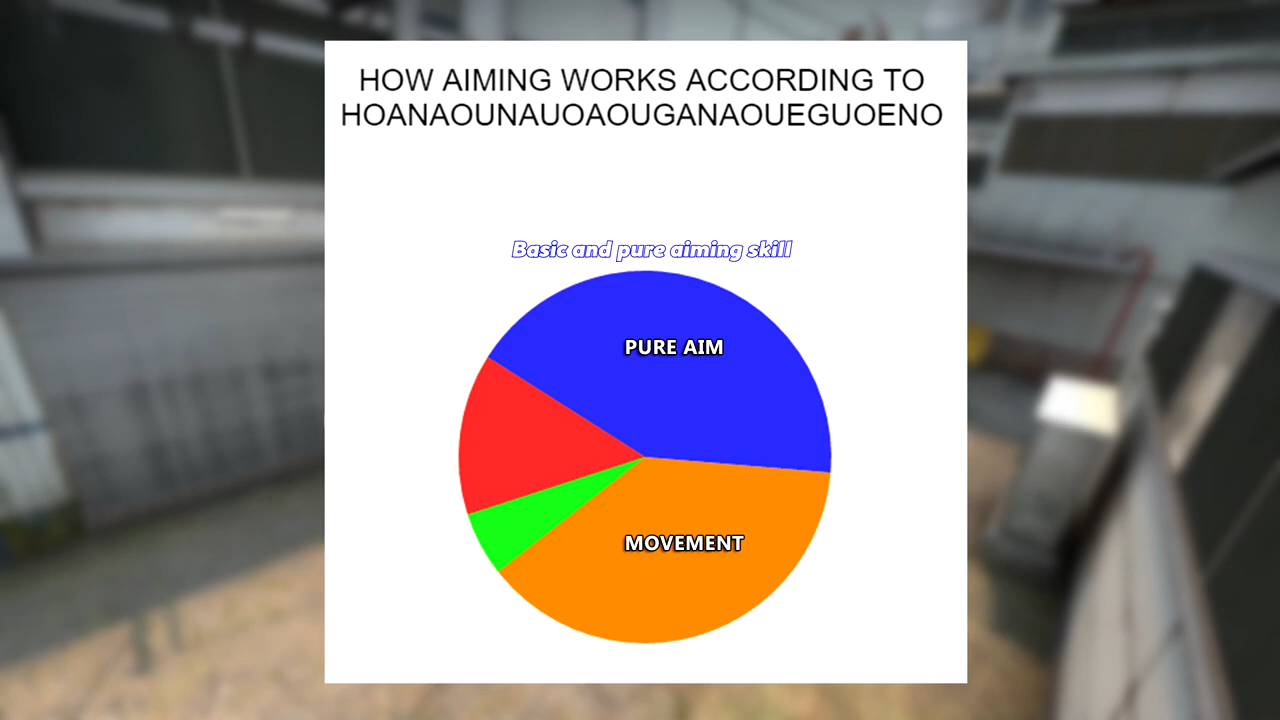 HOW AIMING WORKS ACCORDING TO
HOANAOUNAUOAOUGANAOUEGUOENO
Basic and pure aiming skill
PURE AIM
MOVEMENT